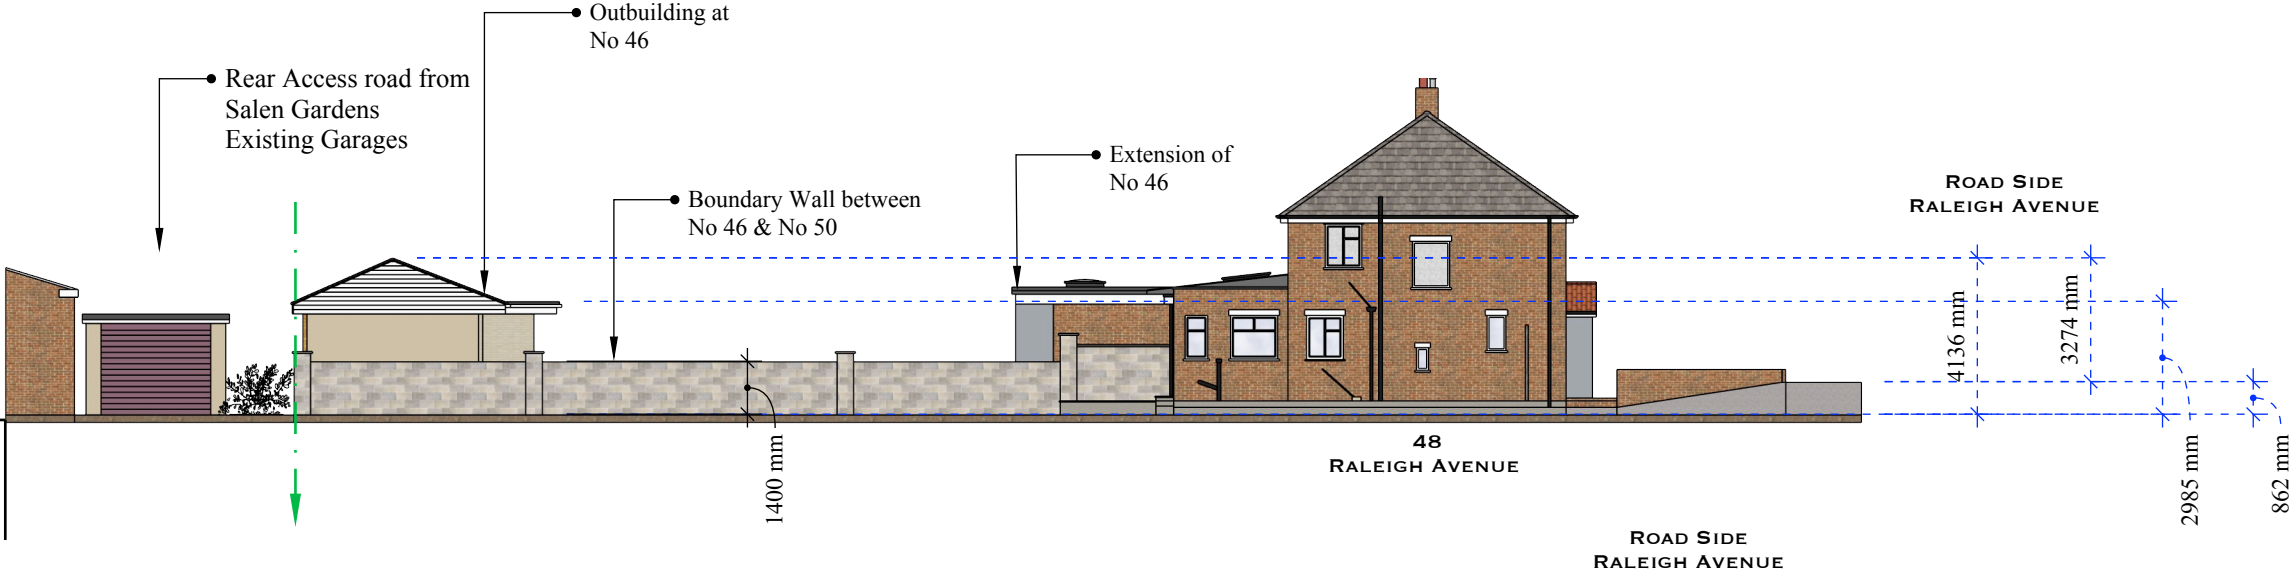 Outbuilding at
No 46
Rear Access road from
Salen Gardens
Existing Garages
Extension of
No 46
Boundary Wall between
No 46 & No 50
ROAD SIDE
RALEIGH AVENUE
4136 mm
3274 mm
1400 mm
2985 mm
862 mm
48
RALEIGH AVENUE
ROAD SIDE
RALEIGH AVENUE